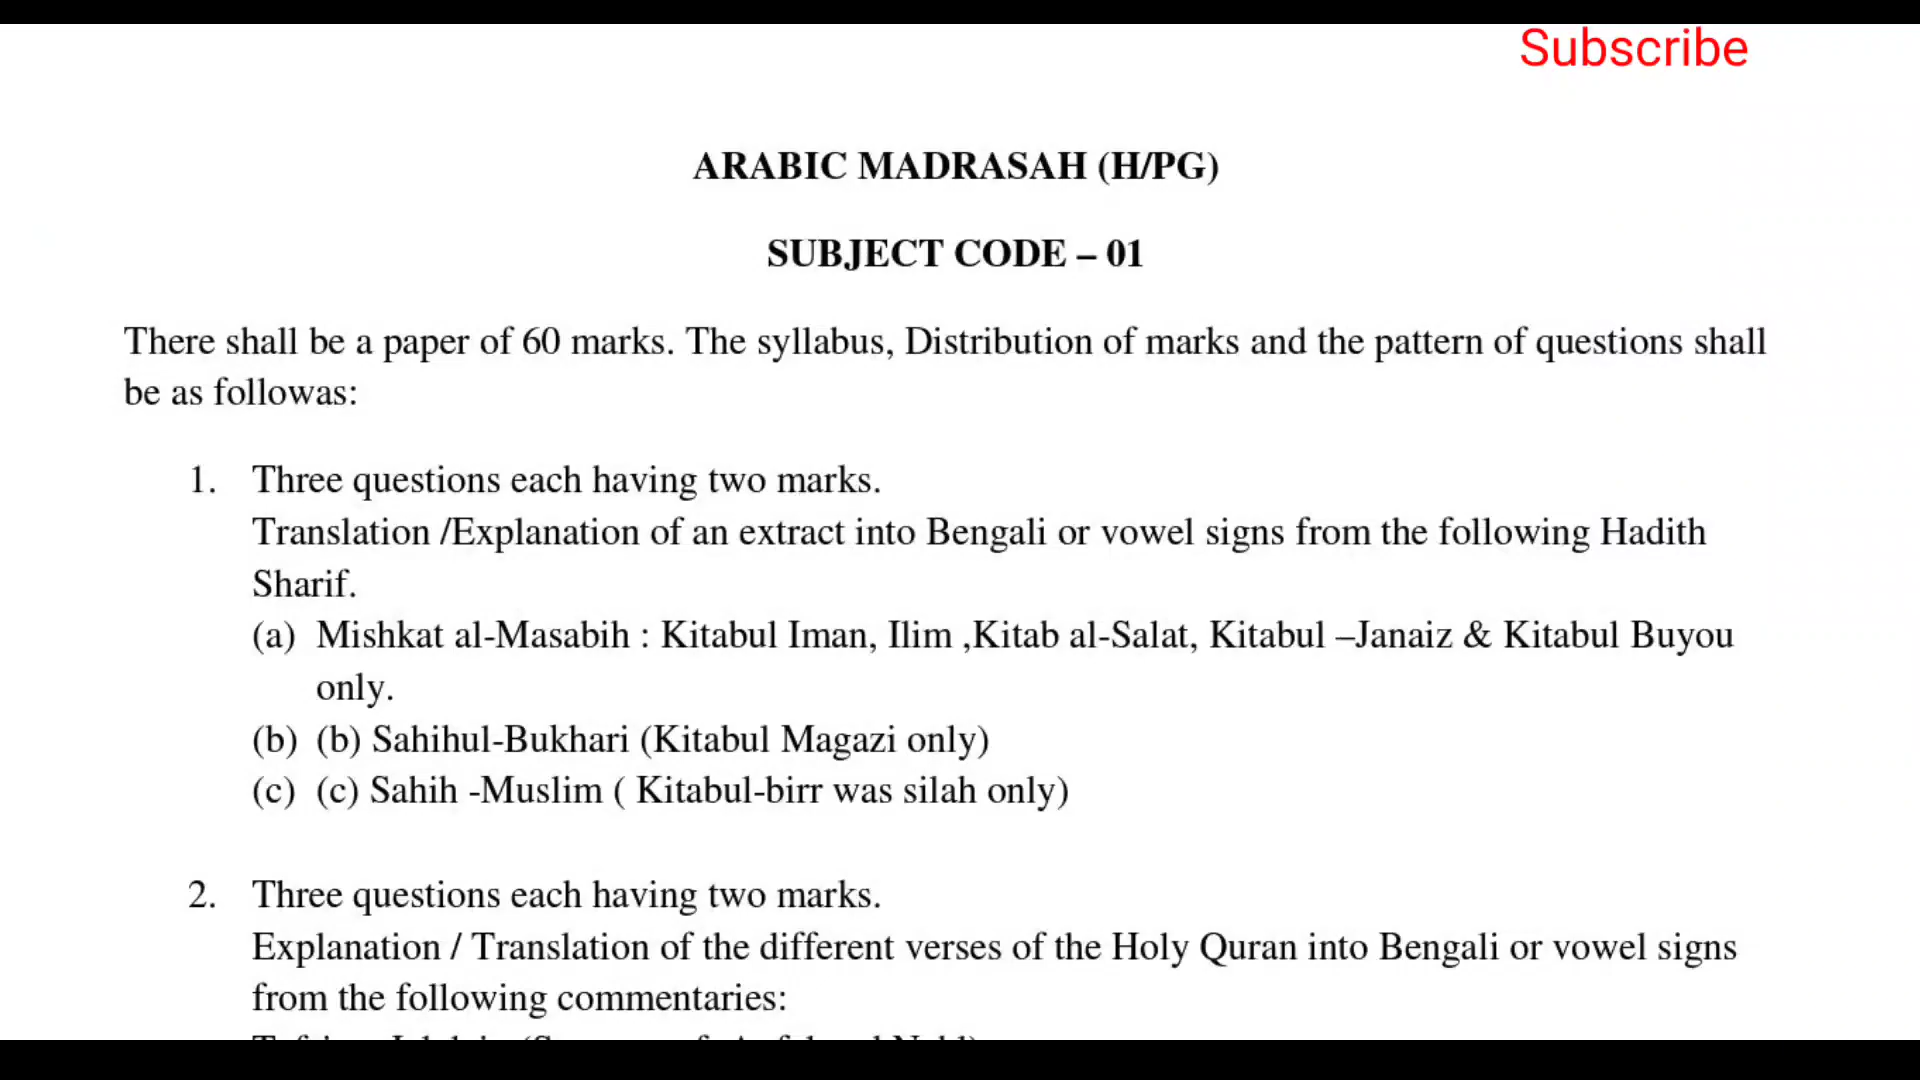 Subscribe
ARABIC MADRASAH (H/PG)
SUBJECT CODE – 01
There shall be a paper of 60 marks. The syllabus, Distribution of marks and the pattern of questions shall
be as followas:
1. Three questions each having two marks.
Translation /Explanation of an extract into Bengali or vowel signs from the following Hadith
Sharif.
(a) Mishkat al-Masabih : Kitabul Iman, Ilim ,Kitab al-Salat, Kitabul –Janaiz & Kitabul Buyou
only.
(b) (b) Sahihul-Bukhari (Kitabul Magazi only)
(c) (c) Sahih -Muslim ( Kitabul-birr was silah only)
2. Three questions each having two marks.
Explanation / Translation of the different verses of the Holy Quran into Bengali or vowel signs
from the following commentaries: